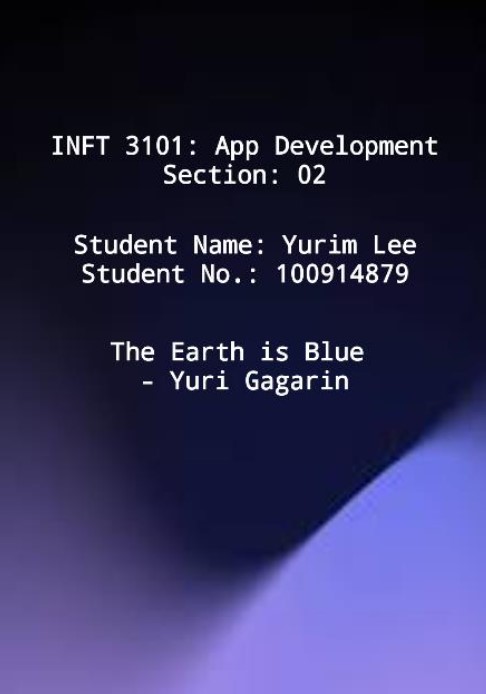 INFT 3101: App Development
Section: 02
Student Name: Yurim Lee
Student No.: 100914879
The Earth is Blue
- Yuri Gagarin